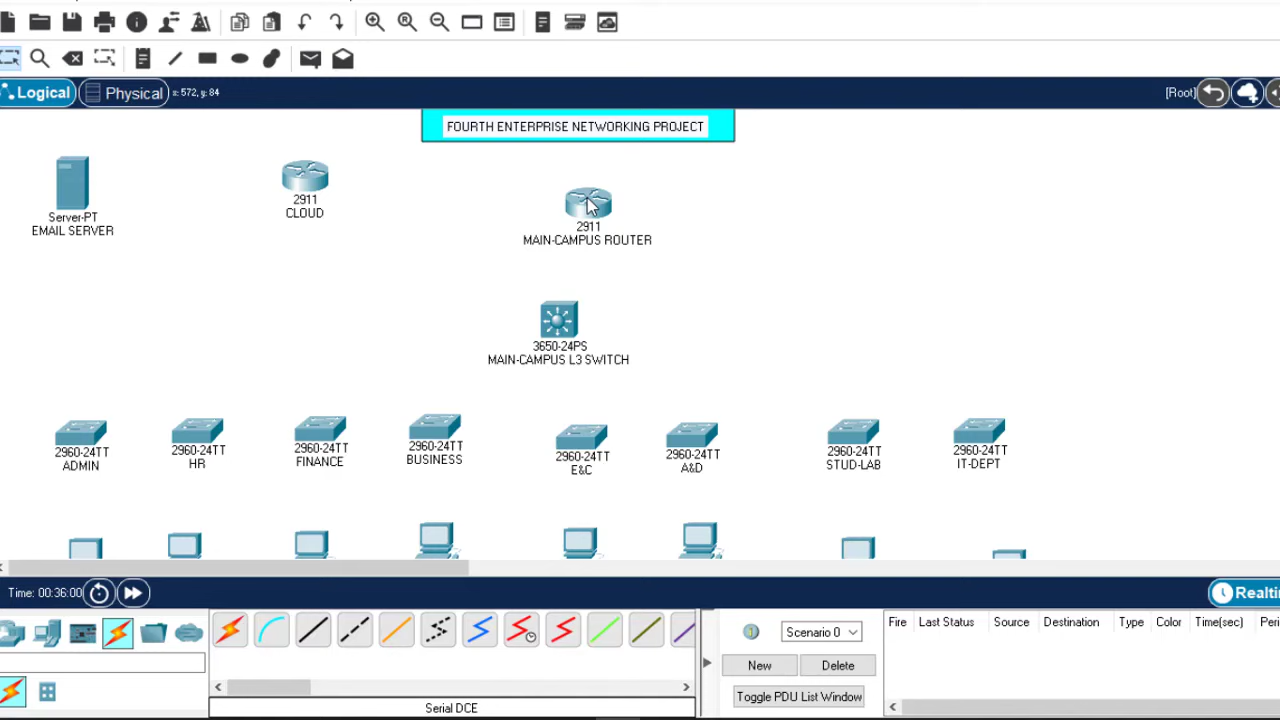 Logical
Physical
x: 572, y: 84
[Root]
FOURTH ENTERPRISE NETWORKING PROJECT
Server-PT
EMAIL SERVER
2911
CLOUD
2911
MAIN-CAMPUS ROUTER
3650-24PS
MAIN-CAMPUS L3 SWITCH
2960-24TT
ADMIN
2960-24TT
HR
2960-24TT
FINANCE
2960-24TT
BUSINESS
2960-24TT
E&C
2960-24TT
A&D
2960-24TT
STUD-LAB
2960-24TT
IT-DEPT
Time: 00:36:00
Realti
Scenario 0
New
Delete
Toggle PDU List Window
Fire Last Status Source Destination Type Color Time(sec) Peri
Serial DCE